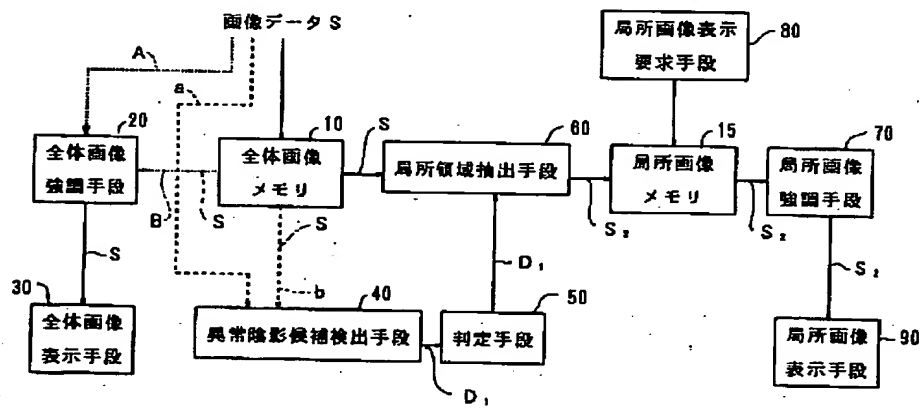 画像データ S
A
a
20
全体画像
強調手段
S
30
全体画像
表示手段
B
S
10
全体画像
メモリ
S
b
S
40
異常陰影候補検出手段
D₁
50
判定手段
D₁
60
局所領域抽出手段
S₂
80
局所画像表示
要求手段
15
局所画像
メモリ
S₂
70
局所画像
強調手段
S₂
局所画像
表示手段
90